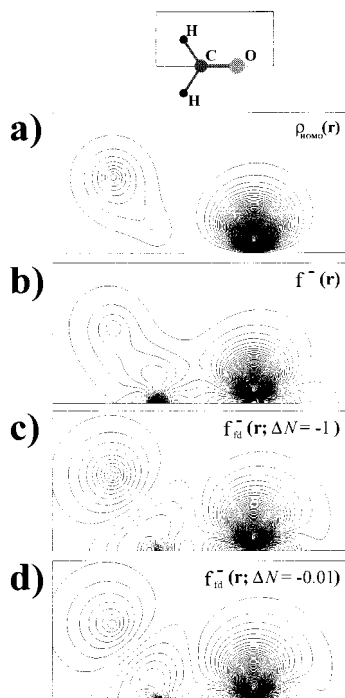 H
C O
H
a) ρHOMO(r)
b) f⁻(r)
c) f⁻fd(r; ΔN = -1)
d) f⁻fd(r; ΔN = -0.01)